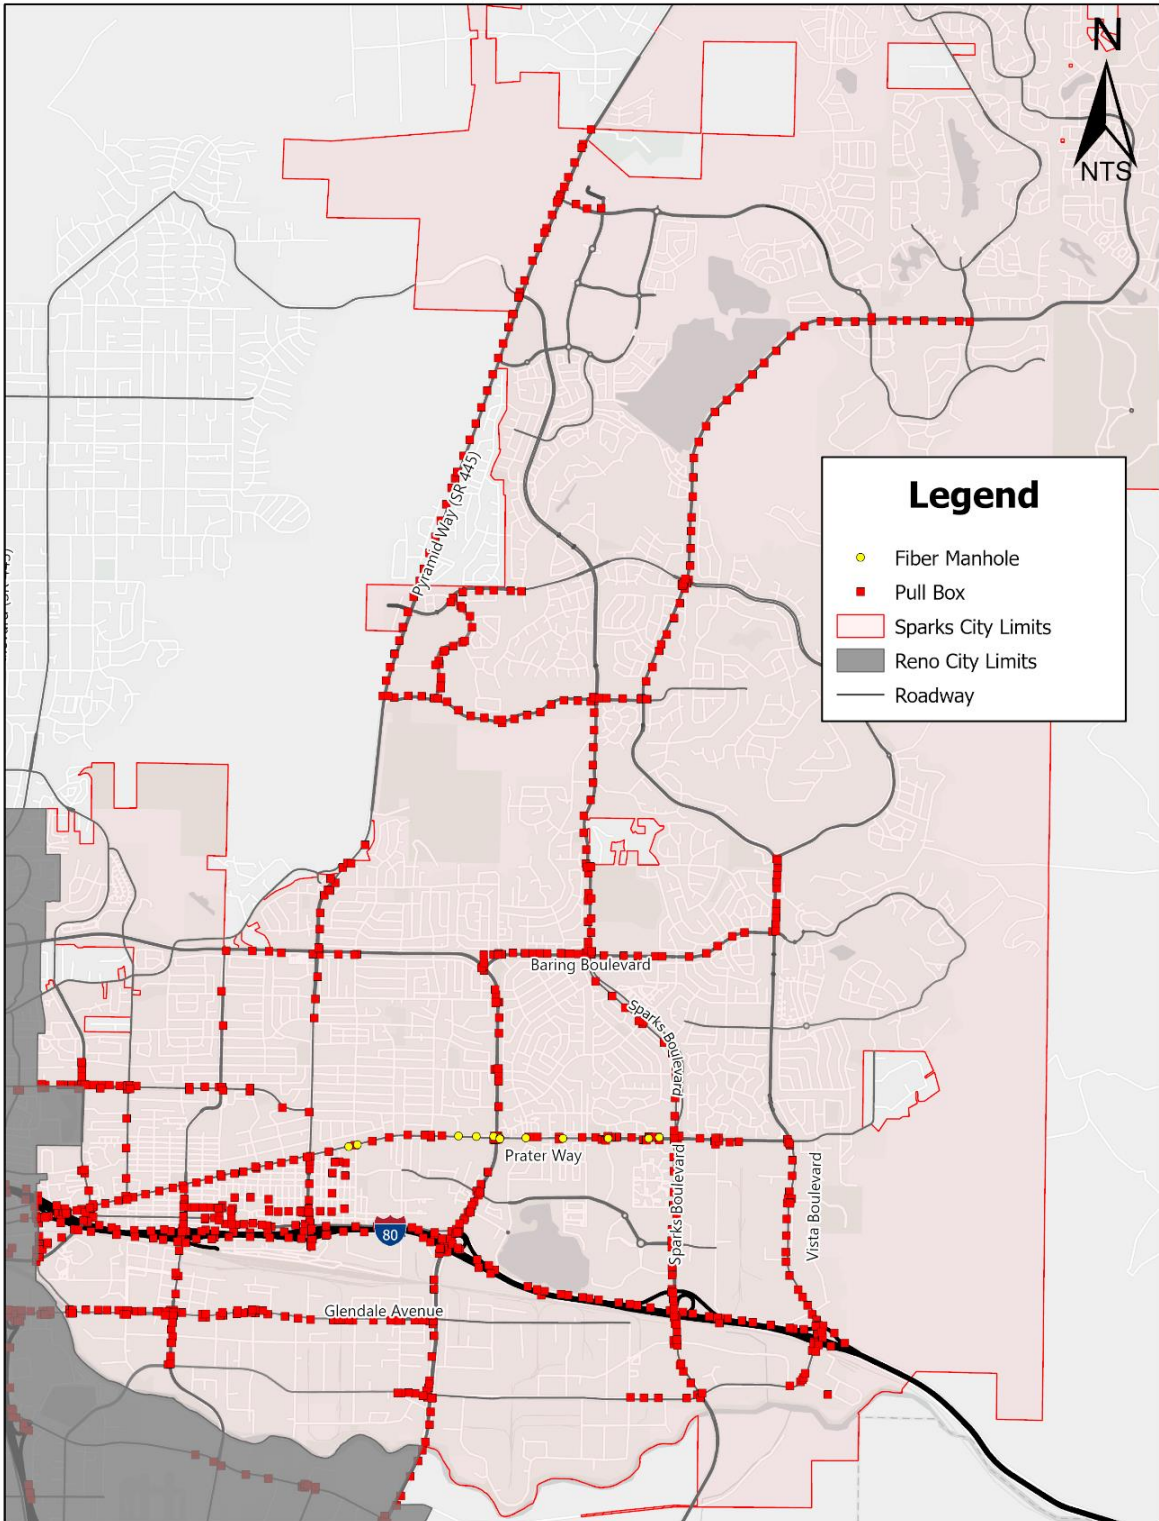 N
NTS
Pyramid Way (SR 445)
Legend
Fiber Manhole
Pull Box
Sparks City Limits
Reno City Limits
Roadway
Baring Boulevard
Sparks Boulevard
Prater Way
Sparks Boulevard
Vista Boulevard
80
Glendale Avenue